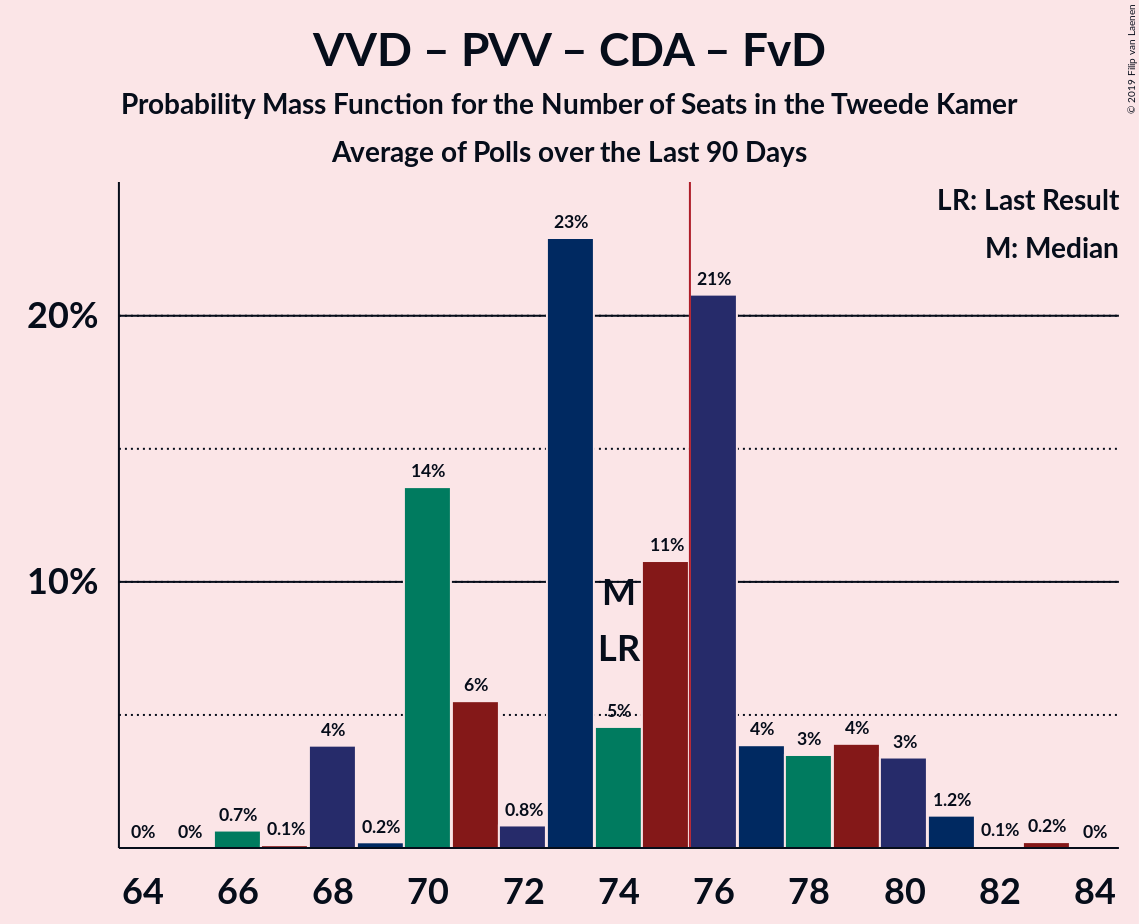 VVD – PVV – CDA – FvD
Probability Mass Function for the Number of Seats in the Tweede Kamer
Average of Polls over the Last 90 Days
© 2019 Filip van Laenen
LR: Last Result
M: Median
20%
10%
0%
0%
0.7%
0.1%
4%
0.2%
14%
6%
0.8%
23%
M
LR
5%
11%
21%
4%
3%
4%
3%
1.2%
0.1%
0.2%
0%
64 66 68 70 72 74 76 78 80 82 84